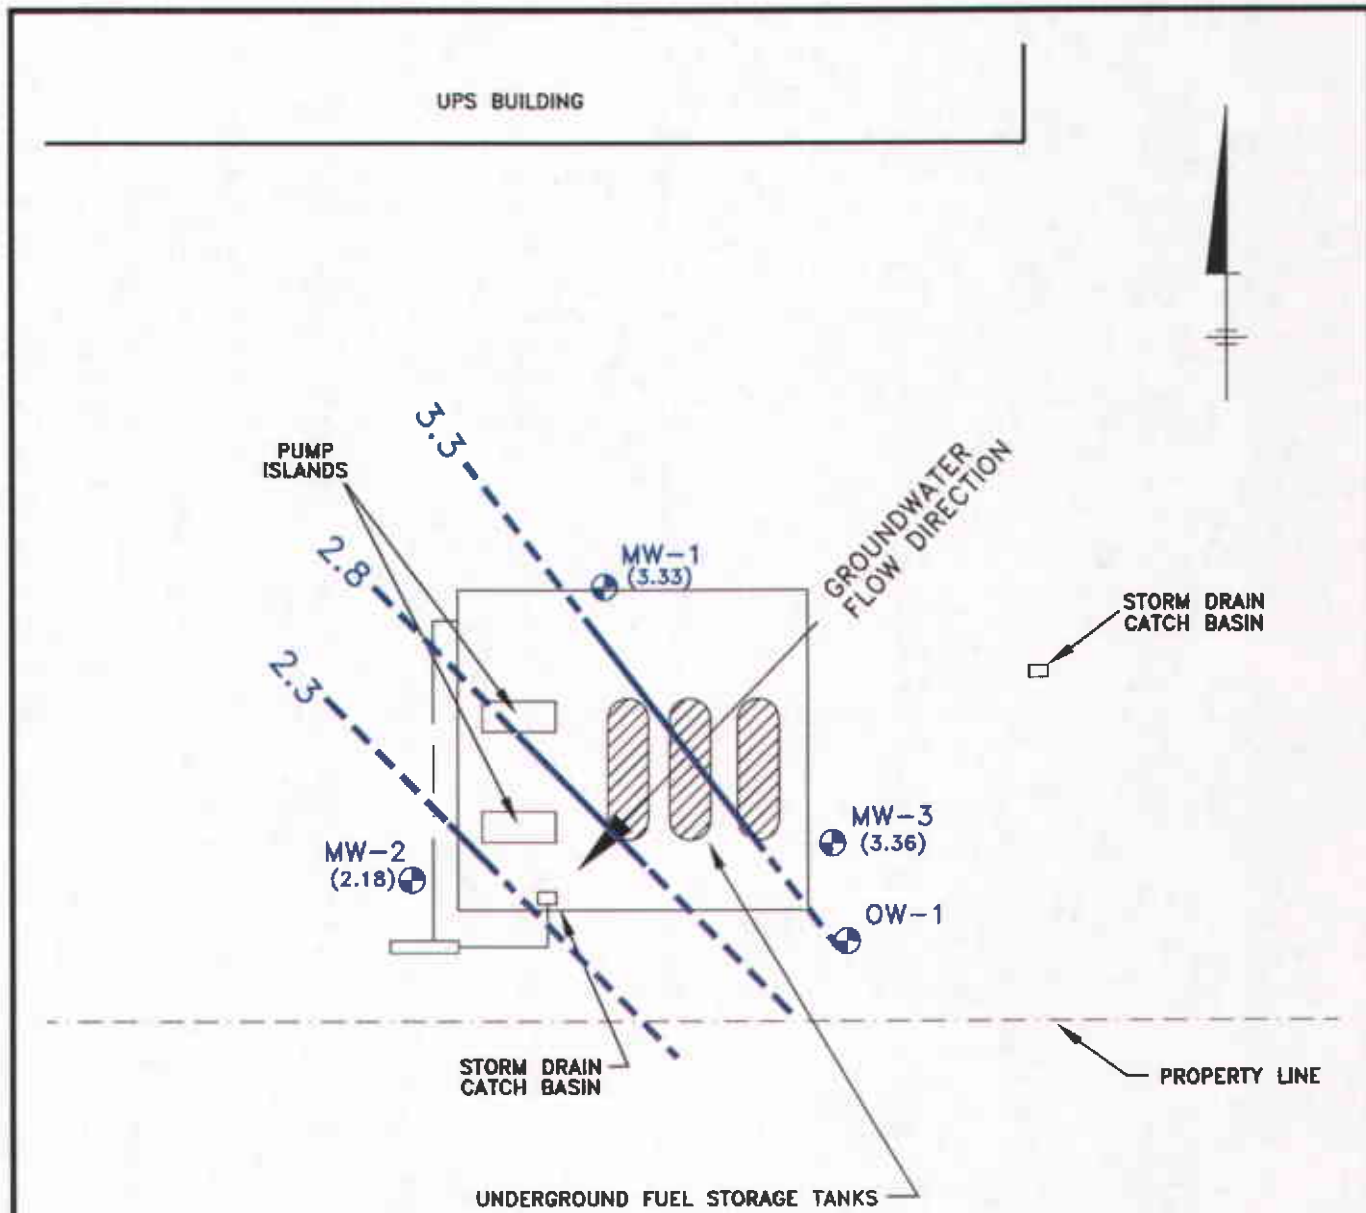 UPS BUILDING
3.3
PUMP
ISLANDS
GROUNDWATER
FLOW DIRECTION
2.8
MW-1
(3.33)
STORM DRAIN
CATCH BASIN
2.3
MW-3
(3.36)
MW-2
(2.18)
OW-1
STORM DRAIN
CATCH BASIN
PROPERTY LINE
UNDERGROUND FUEL STORAGE TANKS